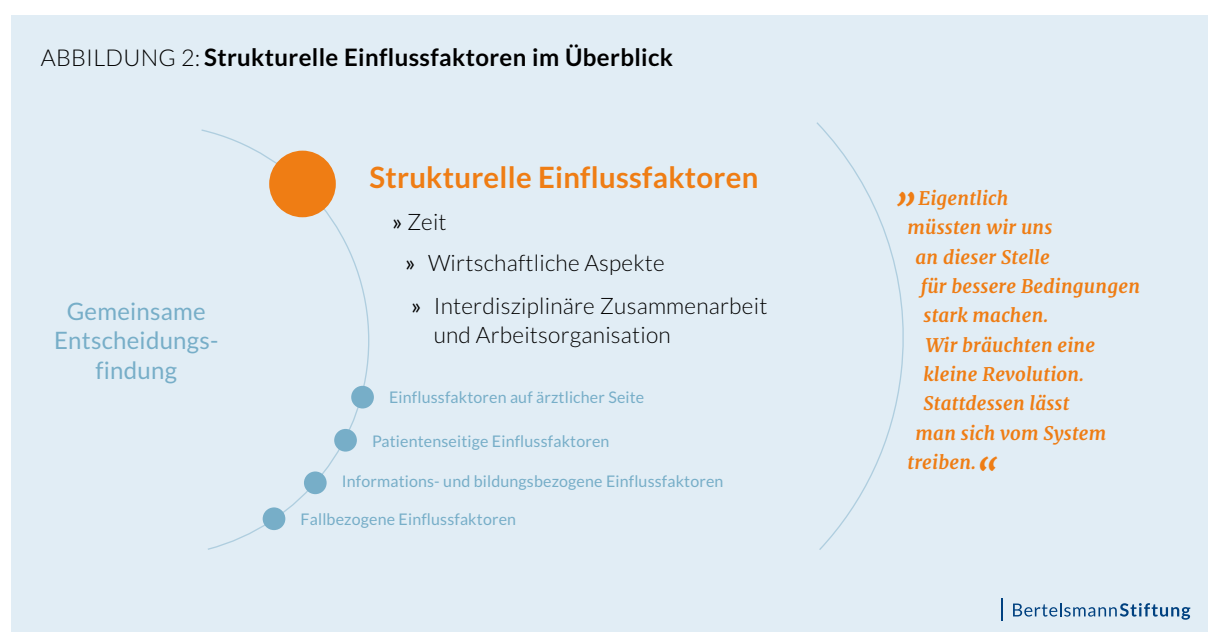 ABBILDUNG 2: Strukturelle Einflussfaktoren im Überblick
Gemeinsame
Entscheidungs-
findung
Strukturelle Einflussfaktoren
» Zeit
» Wirtschaftliche Aspekte
» Interdisziplinäre Zusammenarbeit
und Arbeitsorganisation
Einflussfaktoren auf ärztlicher Seite
Patientenseitige Einflussfaktoren
Informations- und bildungsbezogene Einflussfaktoren
Fallbezogene Einflussfaktoren
» Eigentlich
müssten wir uns
an dieser Stelle
für bessere Bedingungen
stark machen.
Wir bräuchten eine
kleine Revolution.
Stattdessen lässt
man sich vom System
treiben. «
BertelsmannStiftung